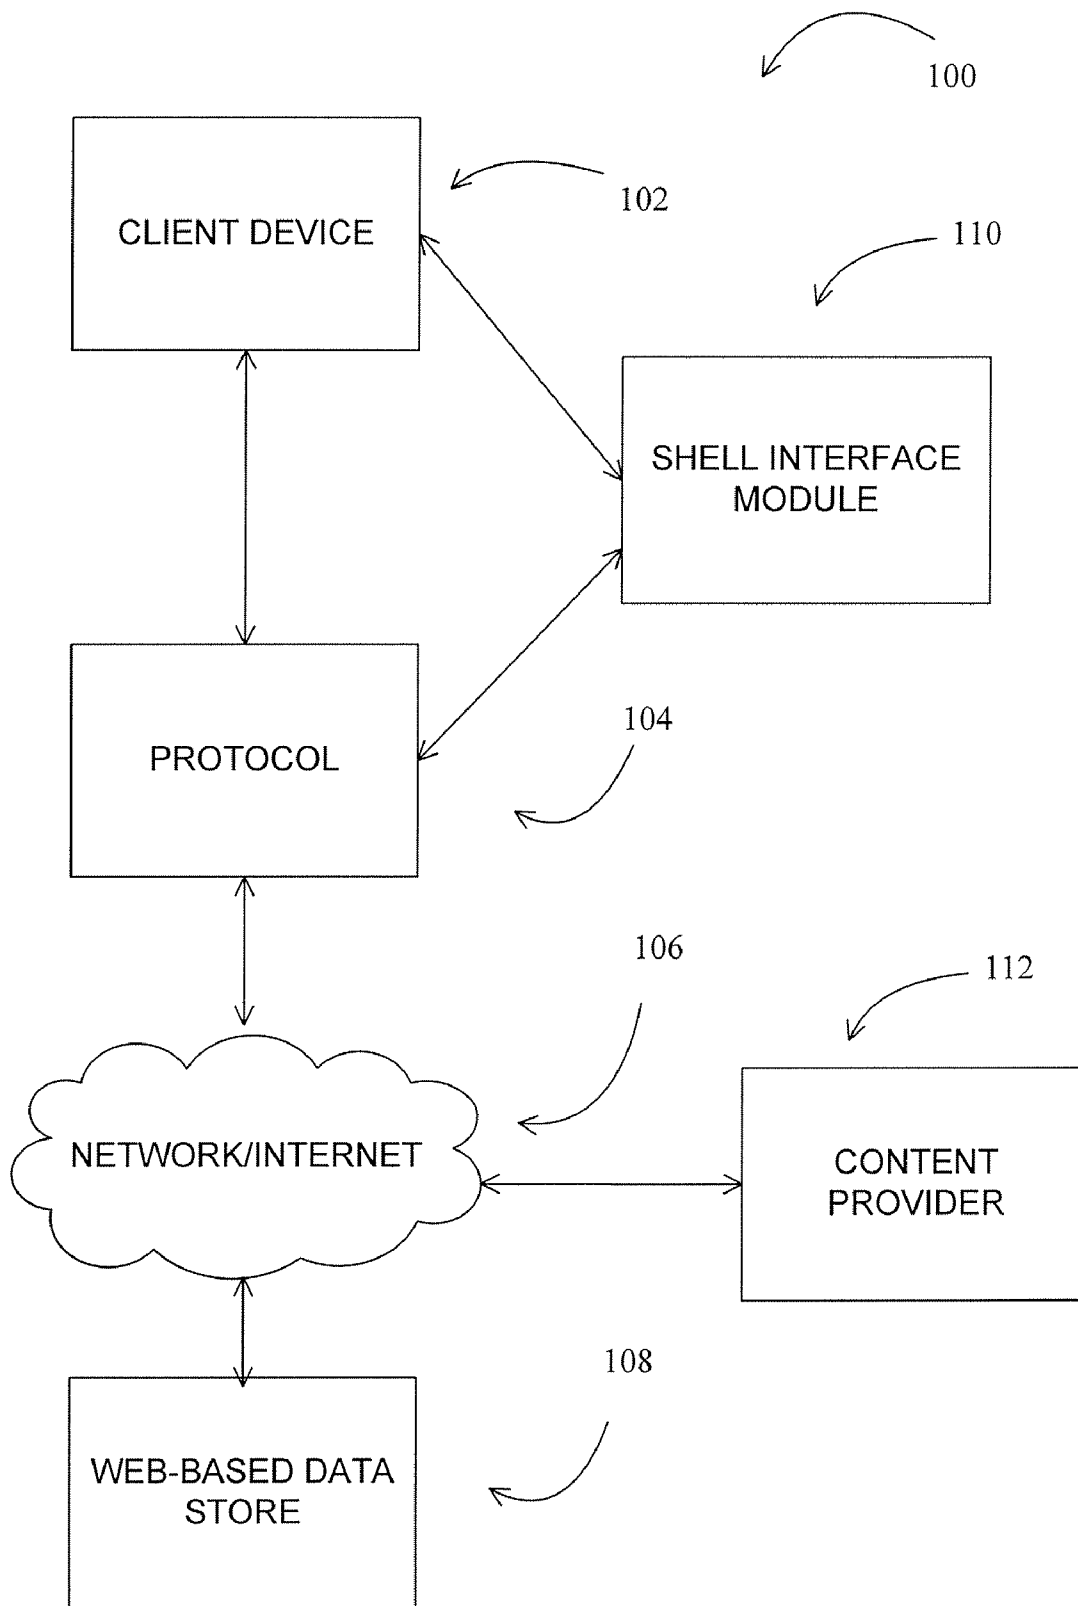 100
102
CLIENT DEVICE
110
SHELL INTERFACE
MODULE
104
PROTOCOL
106
112
NETWORK/INTERNET
CONTENT
PROVIDER
108
WEB-BASED DATA
STORE